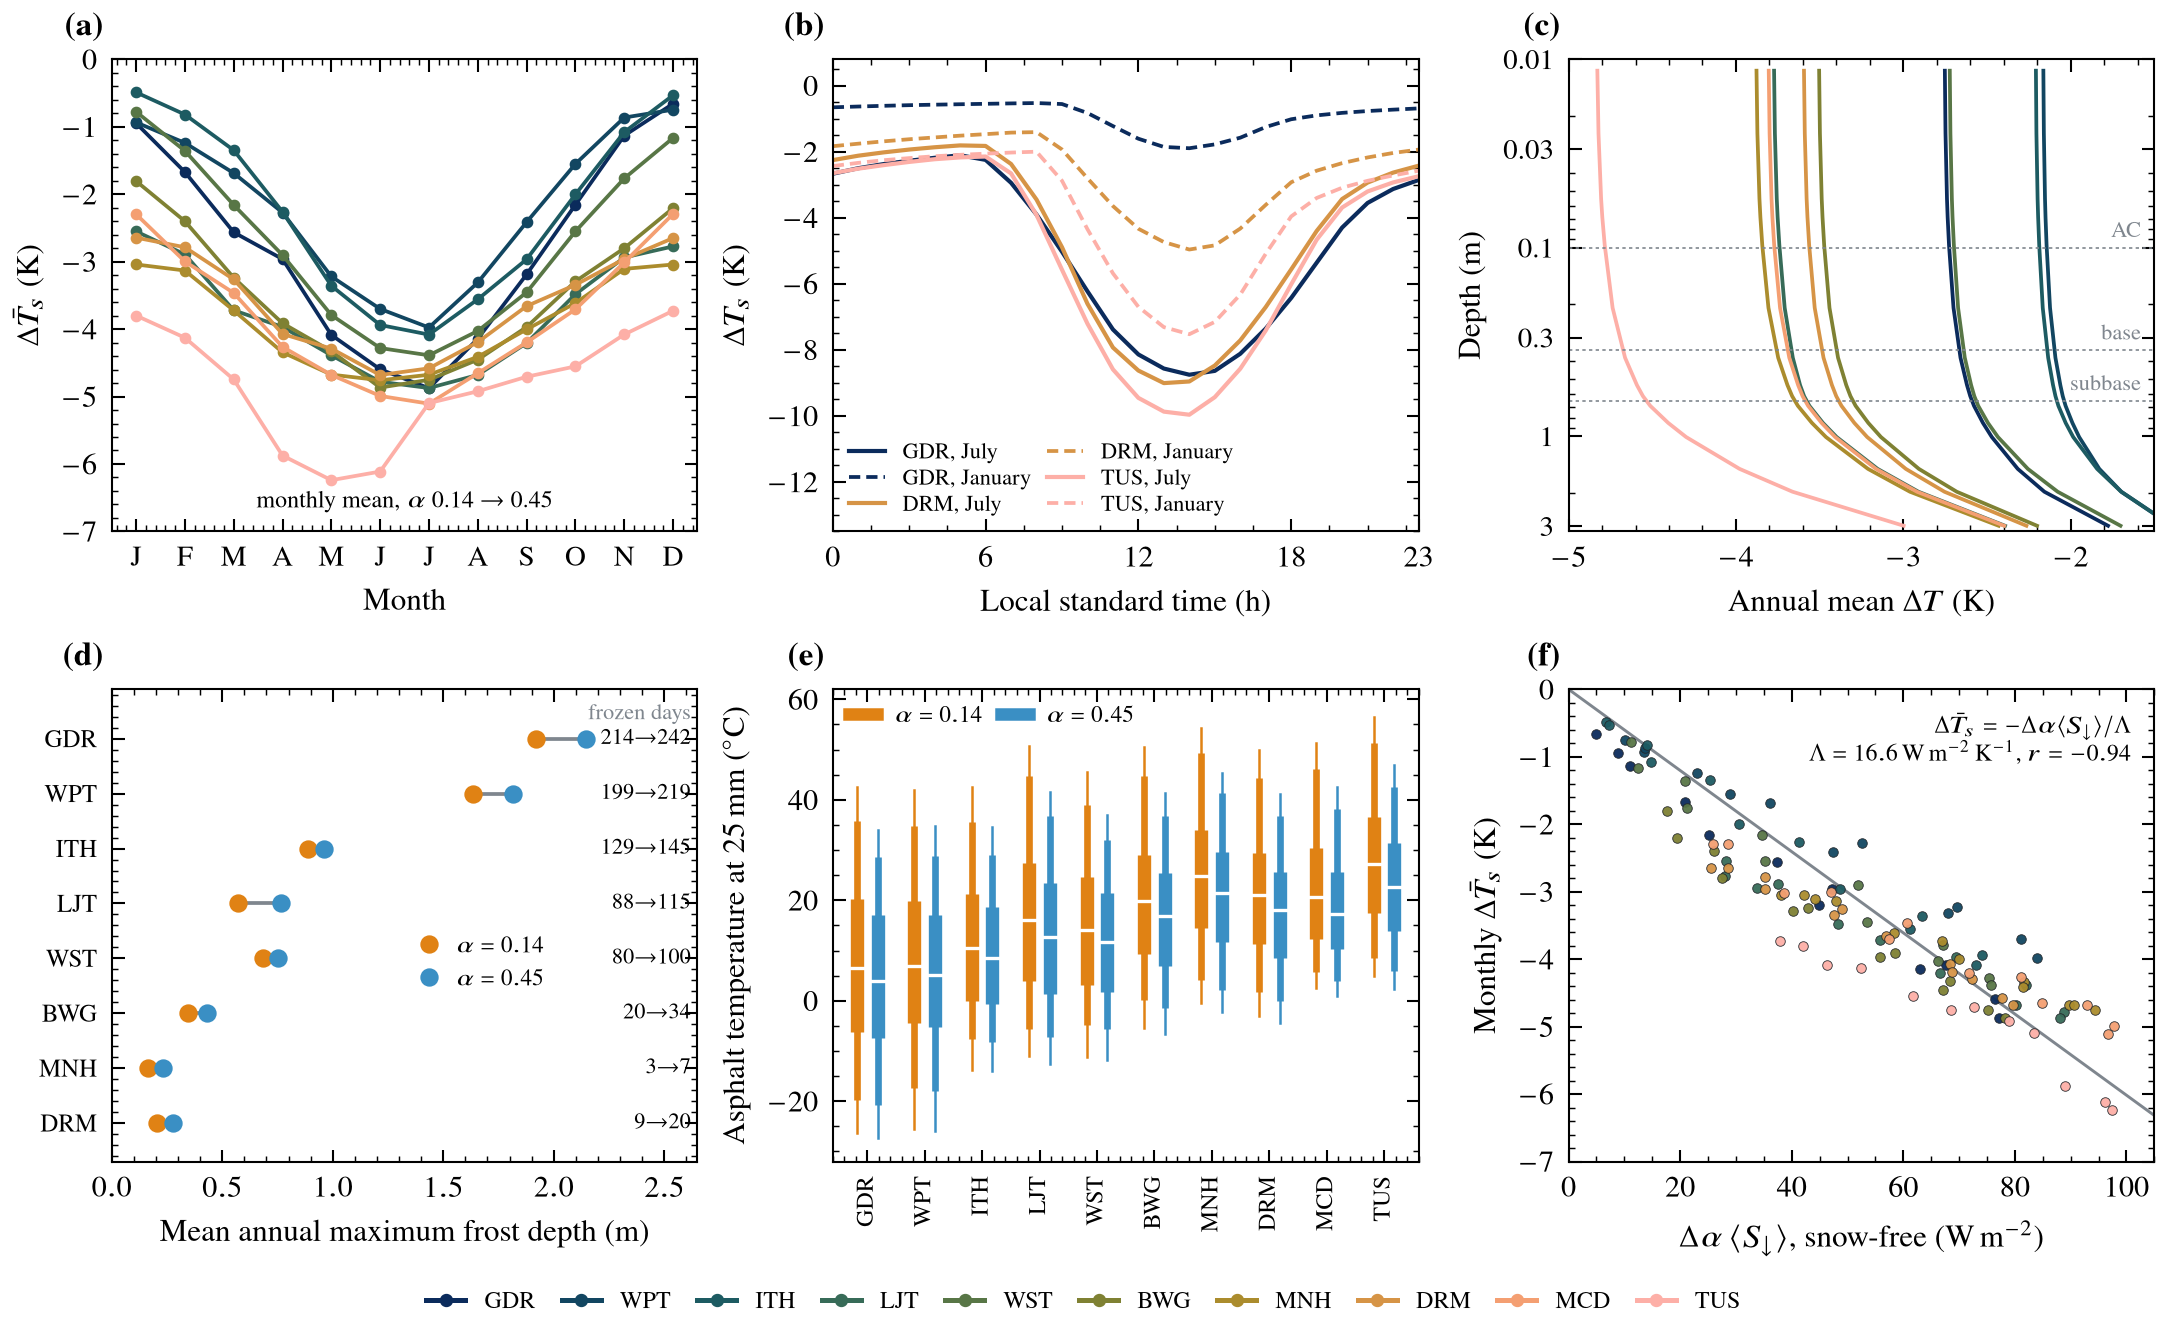 (a)
0
−1
−2
−3
−4
−5
−6
−7
ΔT̄s (K)
monthly mean, α 0.14 → 0.45
J F M A M J J A S O N D
Month
(b)
0
−2
−4
−6
−8
−10
−12
ΔTs (K)
GDR, July
GDR, January
DRM, July
DRM, January
TUS, July
TUS, January
0 6 12 18 23
Local standard time (h)
(c)
0.01
0.03
0.1
0.3
1
3
Depth (m)
AC
base
subbase
−5 −4 −3 −2
Annual mean ΔT (K)
(d)
frozen days
GDR 214→242
WPT 199→219
ITH 129→145
LJT 88→115
WST 80→100
BWG 20→34
MNH 3→7
DRM 9→20
α = 0.14
α = 0.45
0.0 0.5 1.0 1.5 2.0 2.5
Mean annual maximum frost depth (m)
(e)
60
40
20
0
−20
Asphalt temperature at 25 mm (°C)
α = 0.14 α = 0.45
GDR WPT ITH LJT WST BWG MNH DRM MCD TUS
(f)
0
−1
−2
−3
−4
−5
−6
−7
Monthly ΔT̄s (K)
ΔT̄s = −Δα⟨S↓⟩/Λ
Λ = 16.6 W m⁻² K⁻¹, r = −0.94
0 20 40 60 80 100
Δα ⟨S↓⟩, snow-free (W m⁻²)
GDR WPT ITH LJT WST BWG MNH DRM MCD TUS